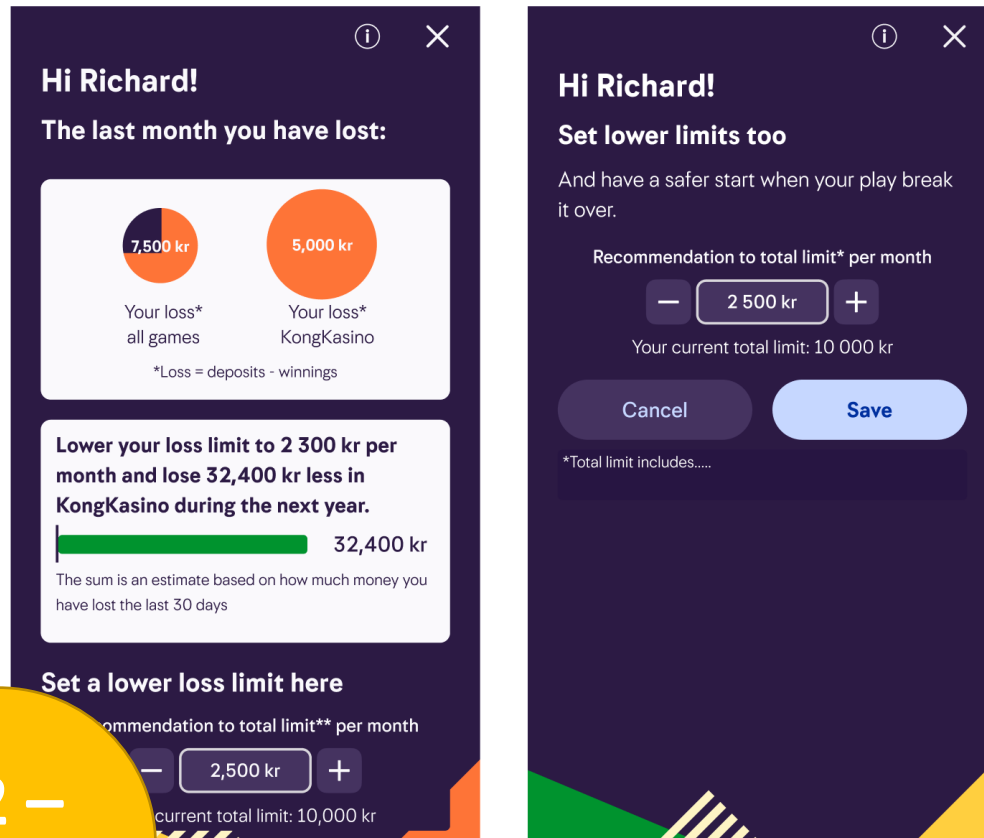 Hi Richard!
The last month you have lost:
7,500 kr
5,000 kr
Your loss*
all games
Your loss*
KongKasino
*Loss = deposits - winnings
Lower your loss limit to 2 300 kr per
month and lose 32,400 kr less in
KongKasino during the next year.
32,400 kr
The sum is an estimate based on how much money you
have lost the last 30 days
Set a lower loss limit here
ommendation to total limit** per month
— 2,500 kr +
current total limit: 10,000 kr
2 –
Hi Richard!
Set lower limits too
And have a safer start when your play break
it over.
Recommendation to total limit* per month
— 2 500 kr +
Your current total limit: 10 000 kr
Cancel
Save
*Total limit includes.....